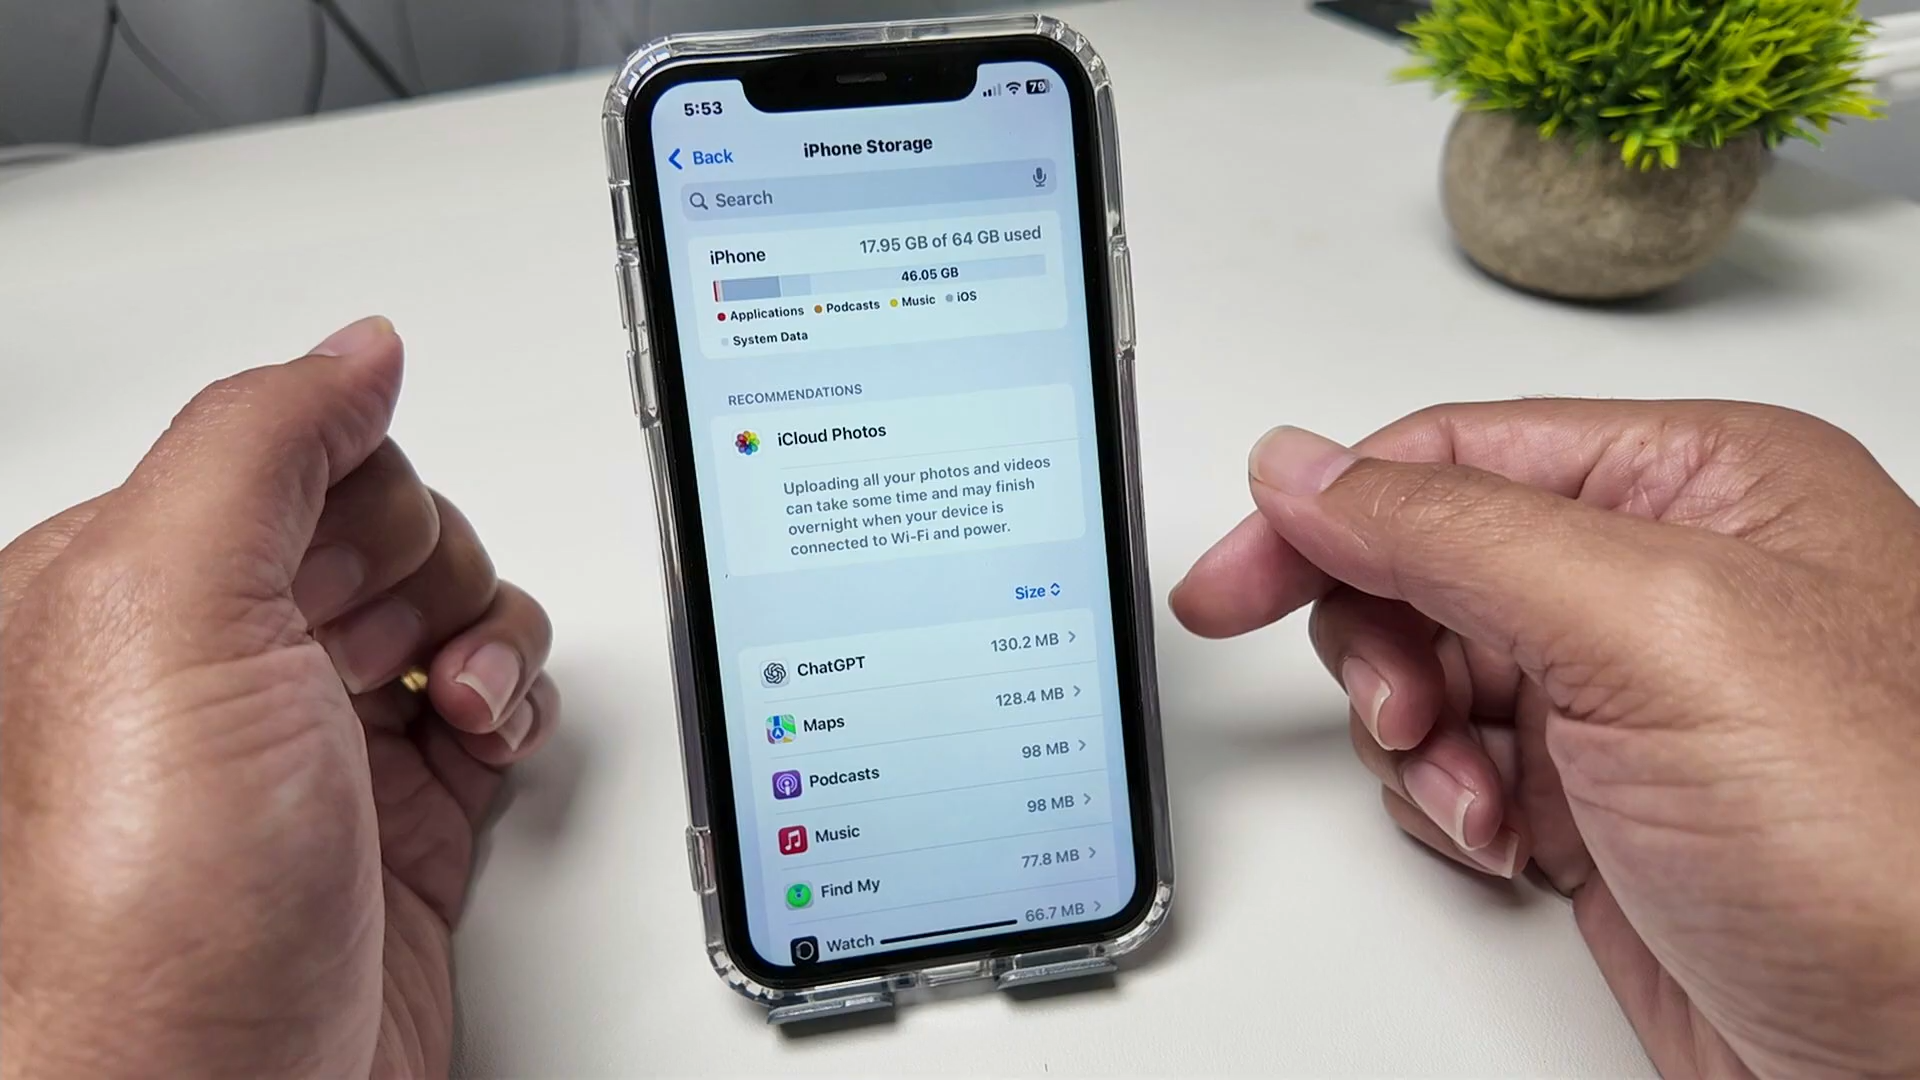 5:53
79
Back
iPhone Storage
Search
iPhone
17.95 GB of 64 GB used
46.05 GB
Applications Podcasts Music iOS
System Data
RECOMMENDATIONS
iCloud Photos
Uploading all your photos and videos
can take some time and may finish
overnight when your device is
connected to Wi-Fi and power.
Size
ChatGPT 130.2 MB
Maps 128.4 MB
Podcasts 98 MB
Music 98 MB
Find My 77.8 MB
Watch 66.7 MB